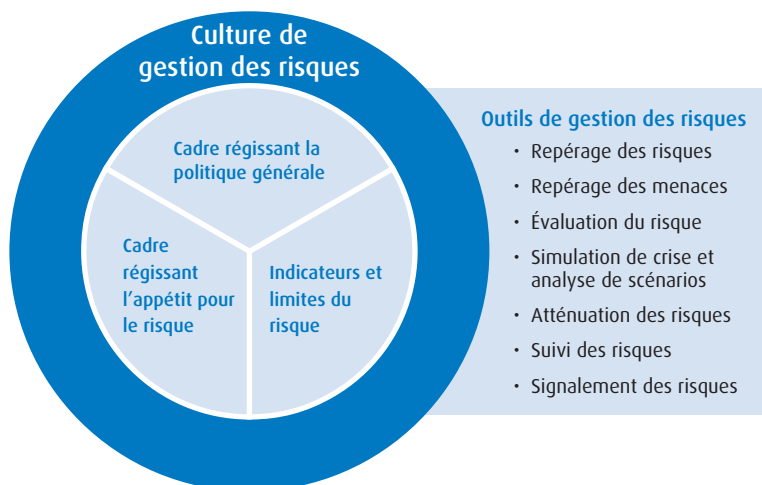 Culture de
gestion des risques
Cadre régissant la
politique générale
Cadre
régissant
l'appétit pour
le risque
Indicateurs et
limites du
risque
Outils de gestion des risques
· Repérage des risques
· Repérage des menaces
· Évaluation du risque
· Simulation de crise et
analyse de scénarios
· Atténuation des risques
· Suivi des risques
· Signalement des risques